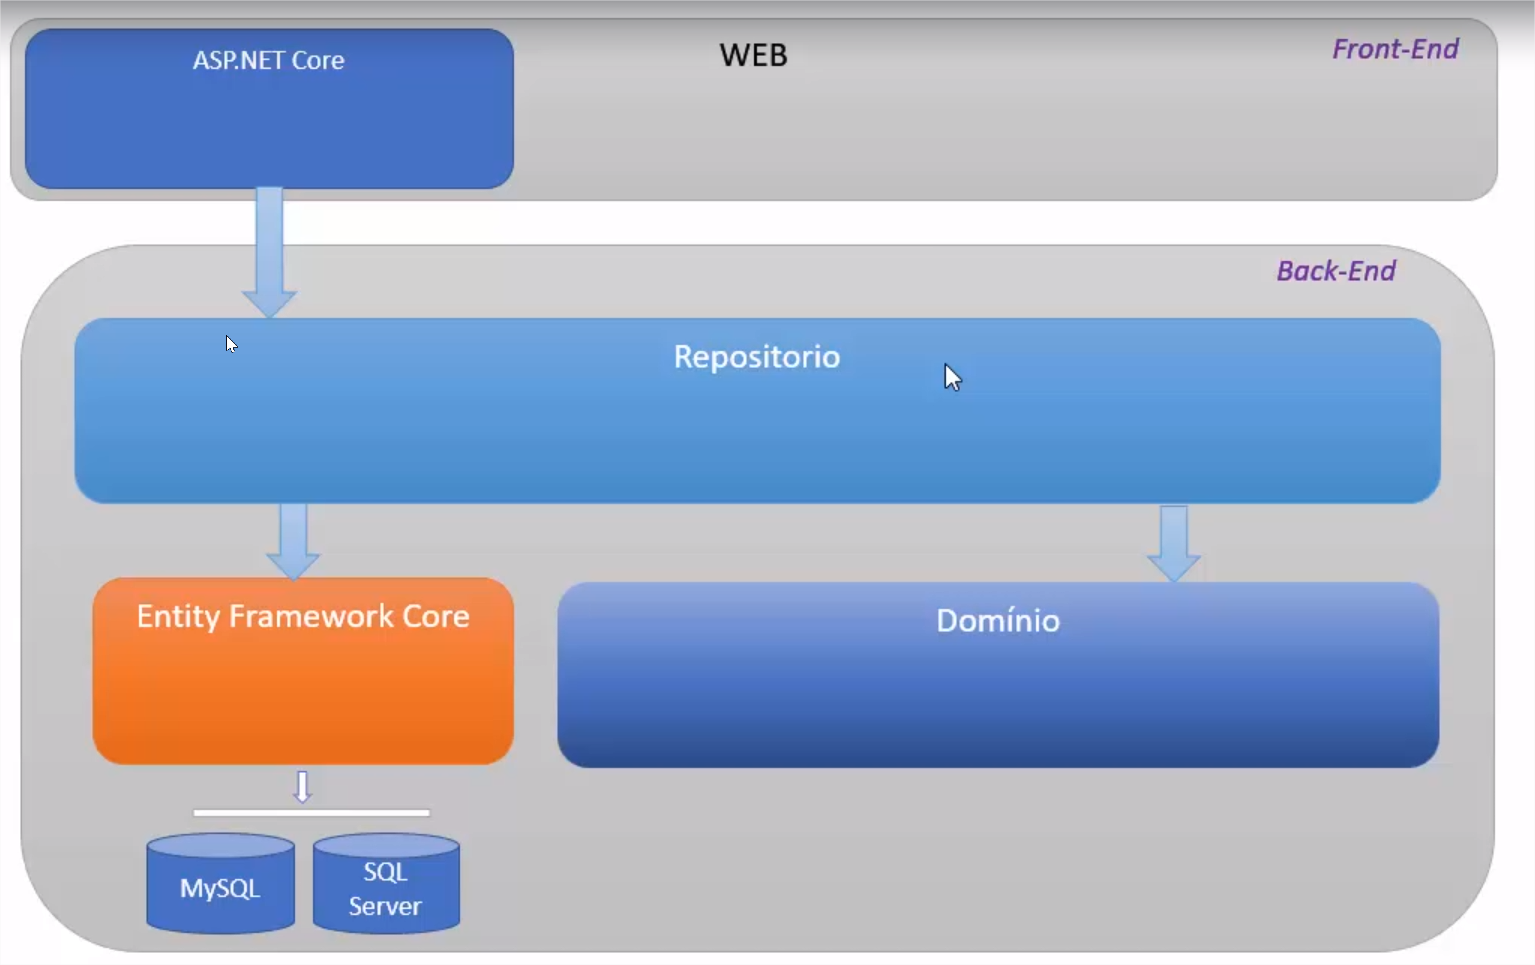 ASP.NET Core
WEB
Front-End
Back-End
Repositorio
Entity Framework Core
Domínio
MySQL
SQL
Server